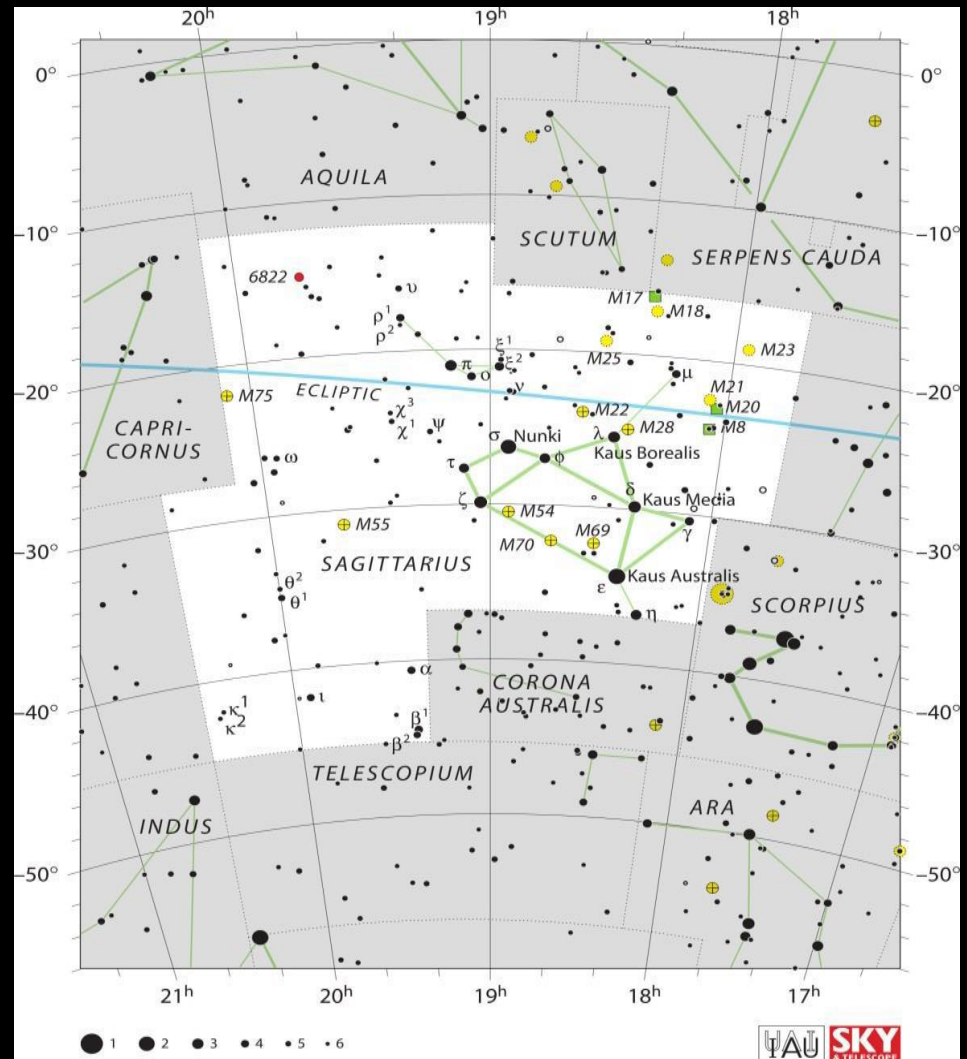 20h 19h 18h
0° 0°
AQUILA
–10° SCUTUM –10°
SERPENS CAUDA
6822 υ M17
M18
ρ1
ρ2 ξ1 M25 M23
π ξ2
ο μ
–20° ν M21 –20°
ECLIPTIC
M75 χ3 M22 M20
χ1 ψ M28 M8
CAPRI-
CORNUS
σ Nunki λ
ω φ Kaus Borealis
τ
δ
ζ Kaus Media
M54 γ
M55 M69
–30° M70 –30°
SAGITTARIUS
Kaus Australis
θ2 ε SCORPIUS
θ1 η
α CORONA
AUSTRALIS
–40° κ1 ι –40°
κ2 β1
β2
TELESCOPIUM
ARA
INDUS
–50° –50°
21h 20h 19h 18h 17h
1 2 3 4 5 6
IAU SKY
& TELESCOPE